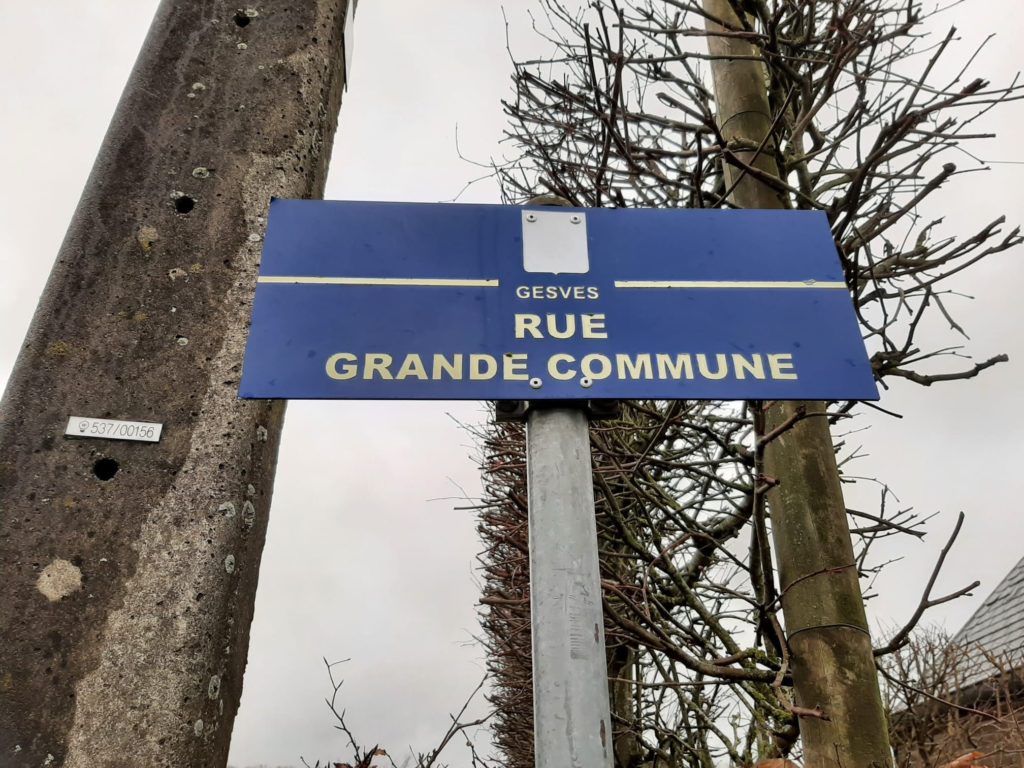 GESVES
RUE
GRANDE COMMUNE
537/00156